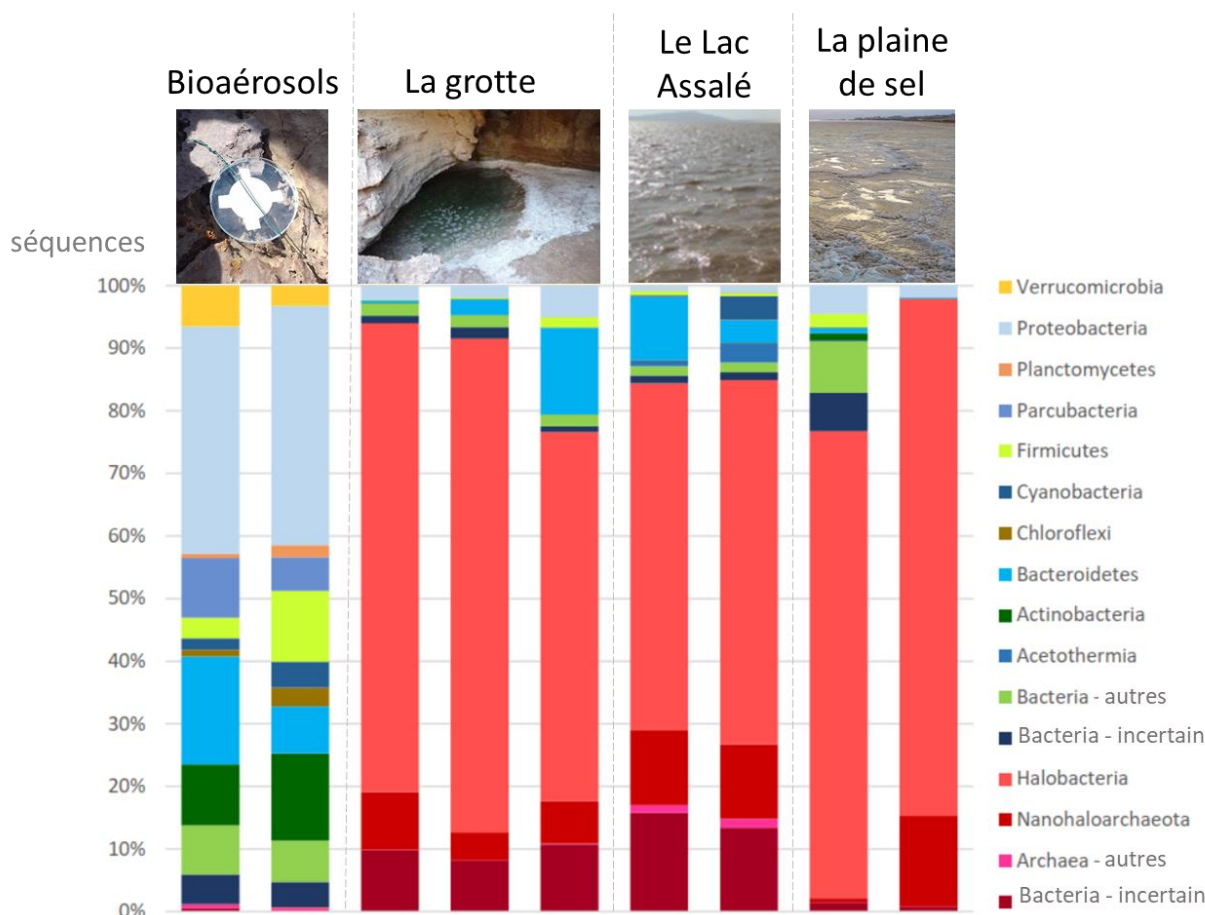 Bioaérosols
La grotte
Le Lac
Assalé
La plaine
de sel
séquences
100%
90%
80%
70%
60%
50%
40%
30%
20%
10%
0%
Verrucomicrobia
Proteobacteria
Planctomycetes
Parcubacteria
Firmicutes
Cyanobacteria
Chloroflexi
Bacteroidetes
Actinobacteria
Acetothermia
Bacteria - autres
Bacteria - incertain
Halobacteria
Nanohaloarchaeota
Archaea - autres
Bacteria - incertain